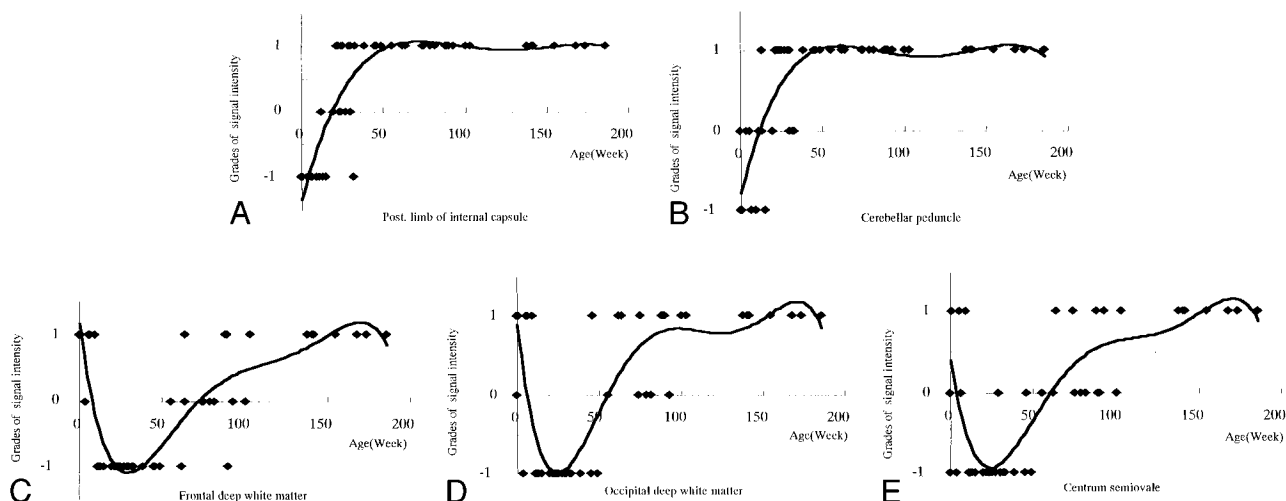 Grades of signal intensity
1
0
-1
0 50 100 150 200
Age(Week)
A
Post. limb of internal capsule
Grades of signal intensity
1
0
-1
0 50 100 150 200
Age(Week)
B
Cerebellar peduncle
Grades of signal intensity
1
0
-1
0 50 100 150 200
Age(Week)
C
Frontal deep white matter
Grades of signal intensity
1
0
-1
0 50 100 150 200
Age(Week)
D
Occipital deep white matter
Grades of signal intensity
1
0
-1
0 50 100 150 200
Age(Week)
E
Centrum semiovale